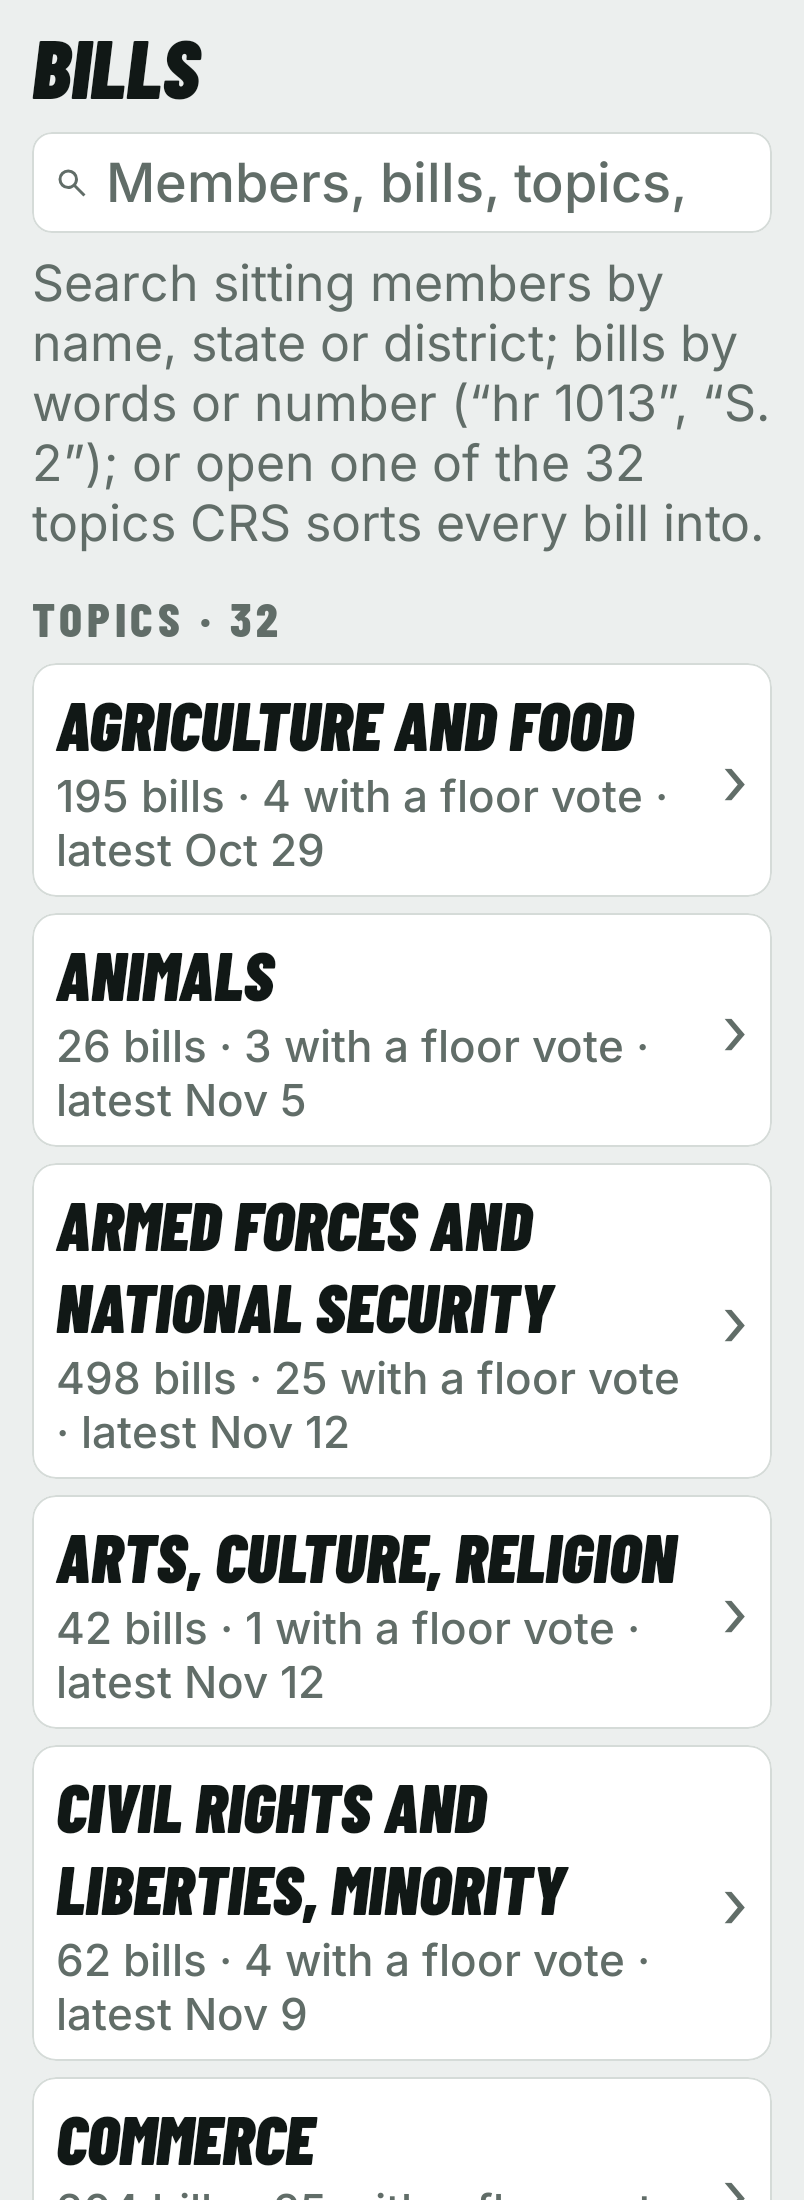 BILLS
Members, bills, topics,
Search sitting members by
name, state or district; bills by
words or number (“hr 1013”, “S.
2”); or open one of the 32
topics CRS sorts every bill into.
TOPICS · 32
AGRICULTURE AND FOOD
195 bills · 4 with a floor vote ·
latest Oct 29
ANIMALS
26 bills · 3 with a floor vote ·
latest Nov 5
ARMED FORCES AND
NATIONAL SECURITY
498 bills · 25 with a floor vote
· latest Nov 12
ARTS, CULTURE, RELIGION
42 bills · 1 with a floor vote ·
latest Nov 12
CIVIL RIGHTS AND
LIBERTIES, MINORITY
62 bills · 4 with a floor vote ·
latest Nov 9
COMMERCE